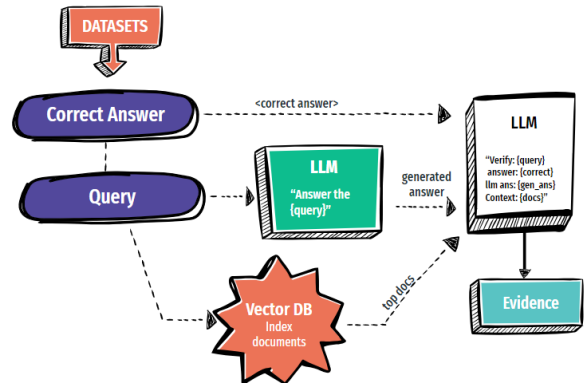 DATASETS
Correct Answer
<correct answer>
Query
LLM
"Answer the
{query}"
generated
answer
LLM
"Verify: {query}
answer: {correct}
llm ans: {gen_ans}
Context: {docs}"
Vector DB
Index
documents
top docs
Evidence